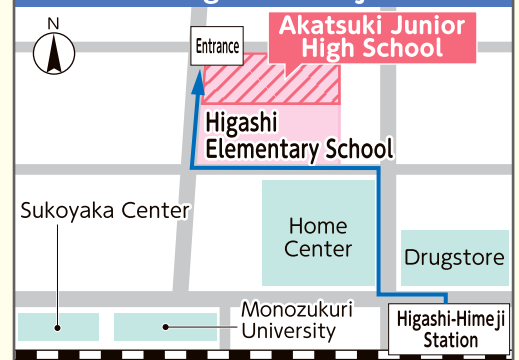 N
Entrance
Akatsuki Junior
High School
Higashi
Elementary School
Sukoyaka Center
Home
Center
Drugstore
Monozukuri
University
Higashi-Himeji
Station